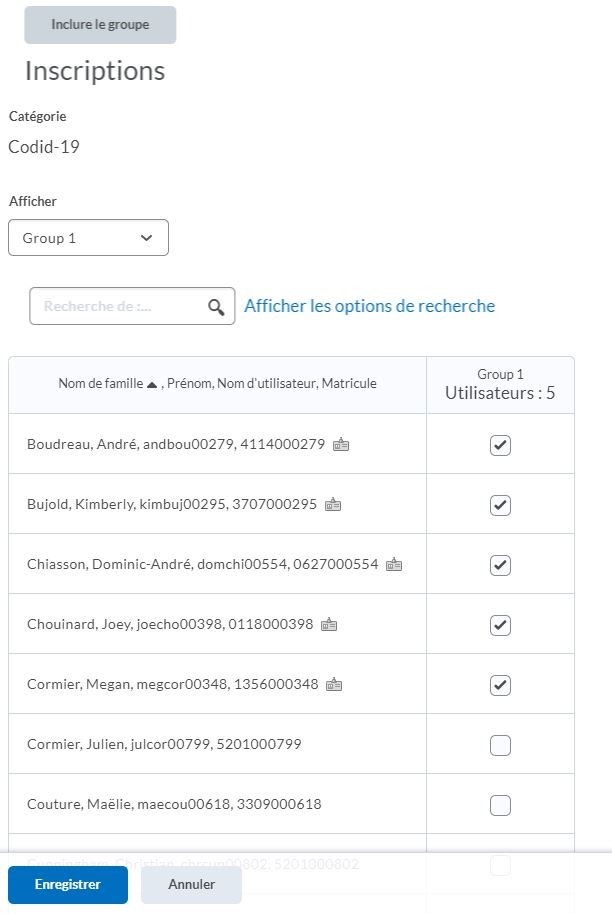 Inclure le groupe
Inscriptions
Catégorie
Codid-19
Afficher
Group 1
Recherche de :...
Afficher les options de recherche
Nom de famille , Prénom, Nom d'utilisateur, Matricule
Group 1
Utilisateurs : 5
Boudreau, André, andbou00279, 4114000279
Bujold, Kimberly, kimbuj00295, 3707000295
Chiasson, Dominic-André, domchi00554, 0627000554
Chouinard, Joey, joecho00398, 0118000398
Cormier, Megan, megcor00348, 1356000348
Cormier, Julien, julcor00799, 5201000799
Couture, Maëlie, maecou00618, 3309000618
Cunningham, Christian, chrcun00802, 5201000802
Enregistrer
Annuler